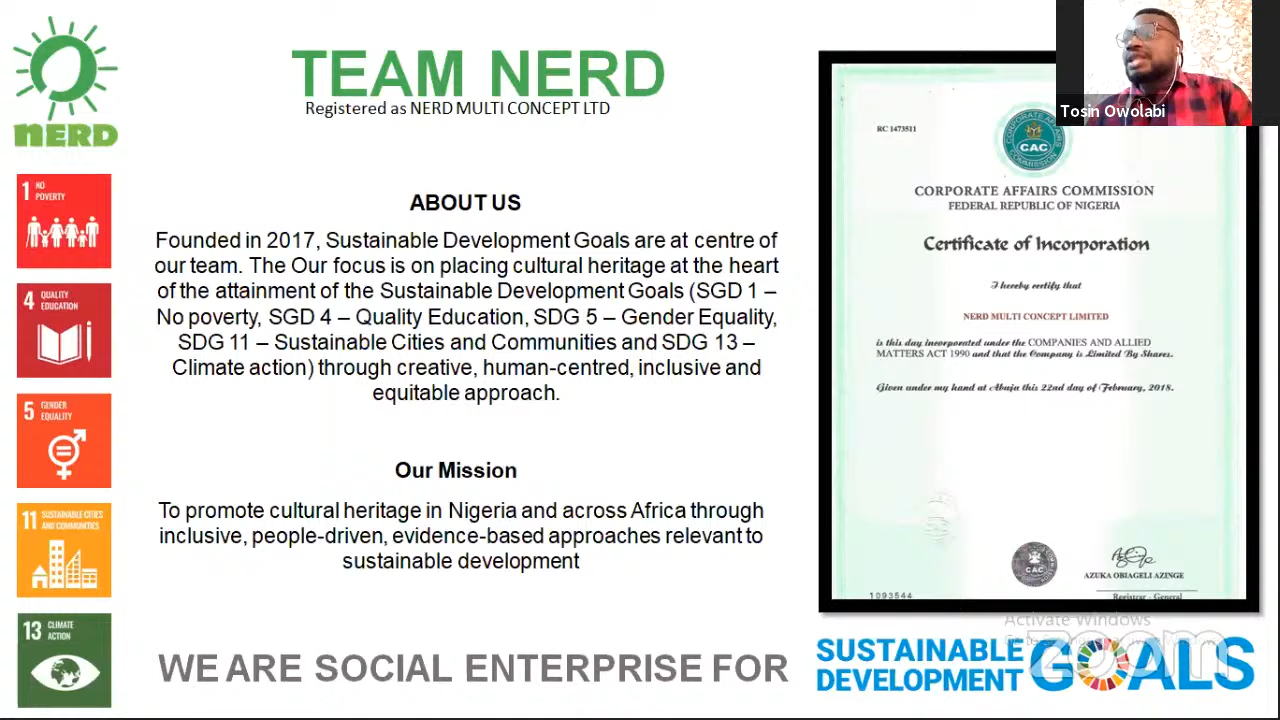 NERD
TEAM NERD
Registered as NERD MULTI CONCEPT LTD
1 NO
POVERTY
4 QUALITY
EDUCATION
5 GENDER
EQUALITY
11 SUSTAINABLE CITIES
AND COMMUNITIES
13 CLIMATE
ACTION
ABOUT US
Founded in 2017, Sustainable Development Goals are at centre of
our team. The Our focus is on placing cultural heritage at the heart
of the attainment of the Sustainable Development Goals (SGD 1 –
No poverty, SGD 4 – Quality Education, SDG 5 – Gender Equality,
SDG 11 – Sustainable Cities and Communities and SDG 13 –
Climate action) through creative, human-centred, inclusive and
equitable approach.
Our Mission
To promote cultural heritage in Nigeria and across Africa through
inclusive, people-driven, evidence-based approaches relevant to
sustainable development
WE ARE SOCIAL ENTERPRISE FOR
Tosin Owolabi
RC 1473511
CORPORATE AFFAIRS
COMMISSION
CAC
CORPORATE AFFAIRS COMMISSION
FEDERAL REPUBLIC OF NIGERIA
Certificate of Incorporation
I hereby certify that
NERD MULTI CONCEPT LIMITED
is this day incorporated under the COMPANIES AND ALLIED
MATTERS ACT 1990 and that the Company is Limited By Shares.
Given under my hand at Abuja this 22nd day of February, 2018.
CAC
AZUKA OBIAGELI AZINGE
Registrar - General
1093544
Activate Windows
zoom
SUSTAINABLE
DEVELOPMENT
GOALS